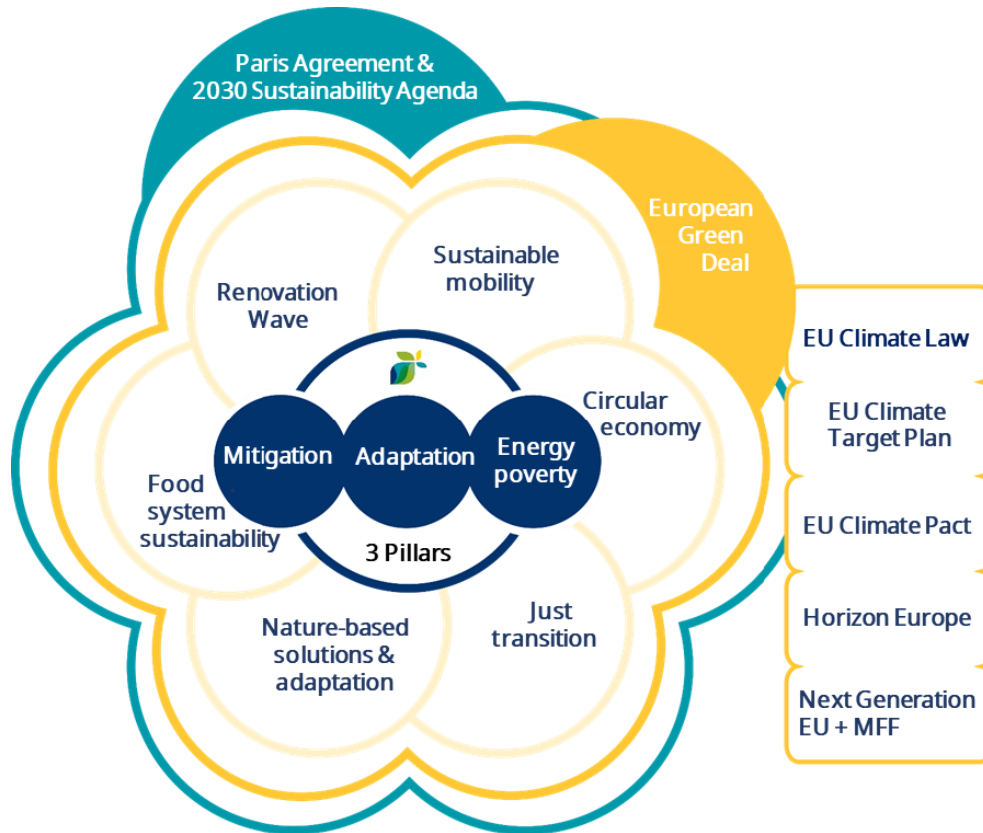 Paris Agreement &
2030 Sustainability Agenda
European
Green
Deal
Sustainable
mobility
Renovation
Wave
EU Climate Law
Circular
economy
EU Climate
Target Plan
Mitigation
Adaptation
Energy
poverty
Food
system
sustainability
EU Climate Pact
3 Pillars
Just
transition
Horizon Europe
Nature-based
solutions &
adaptation
Next Generation
EU + MFF